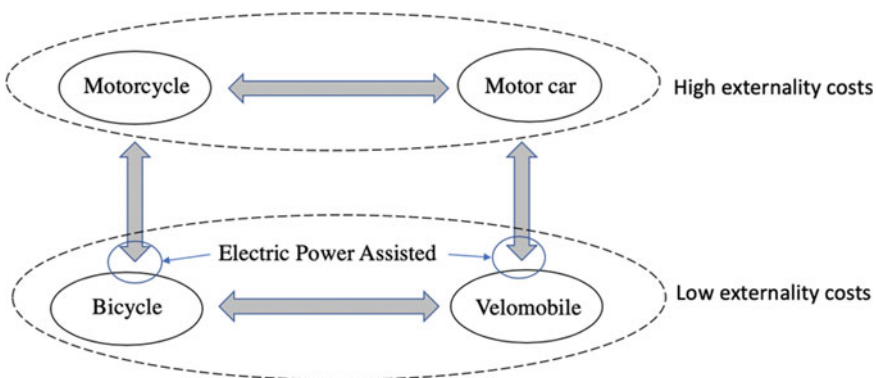 Motorcycle
Motor car
High externality costs
Electric Power Assisted
Bicycle
Velomobile
Low externality costs